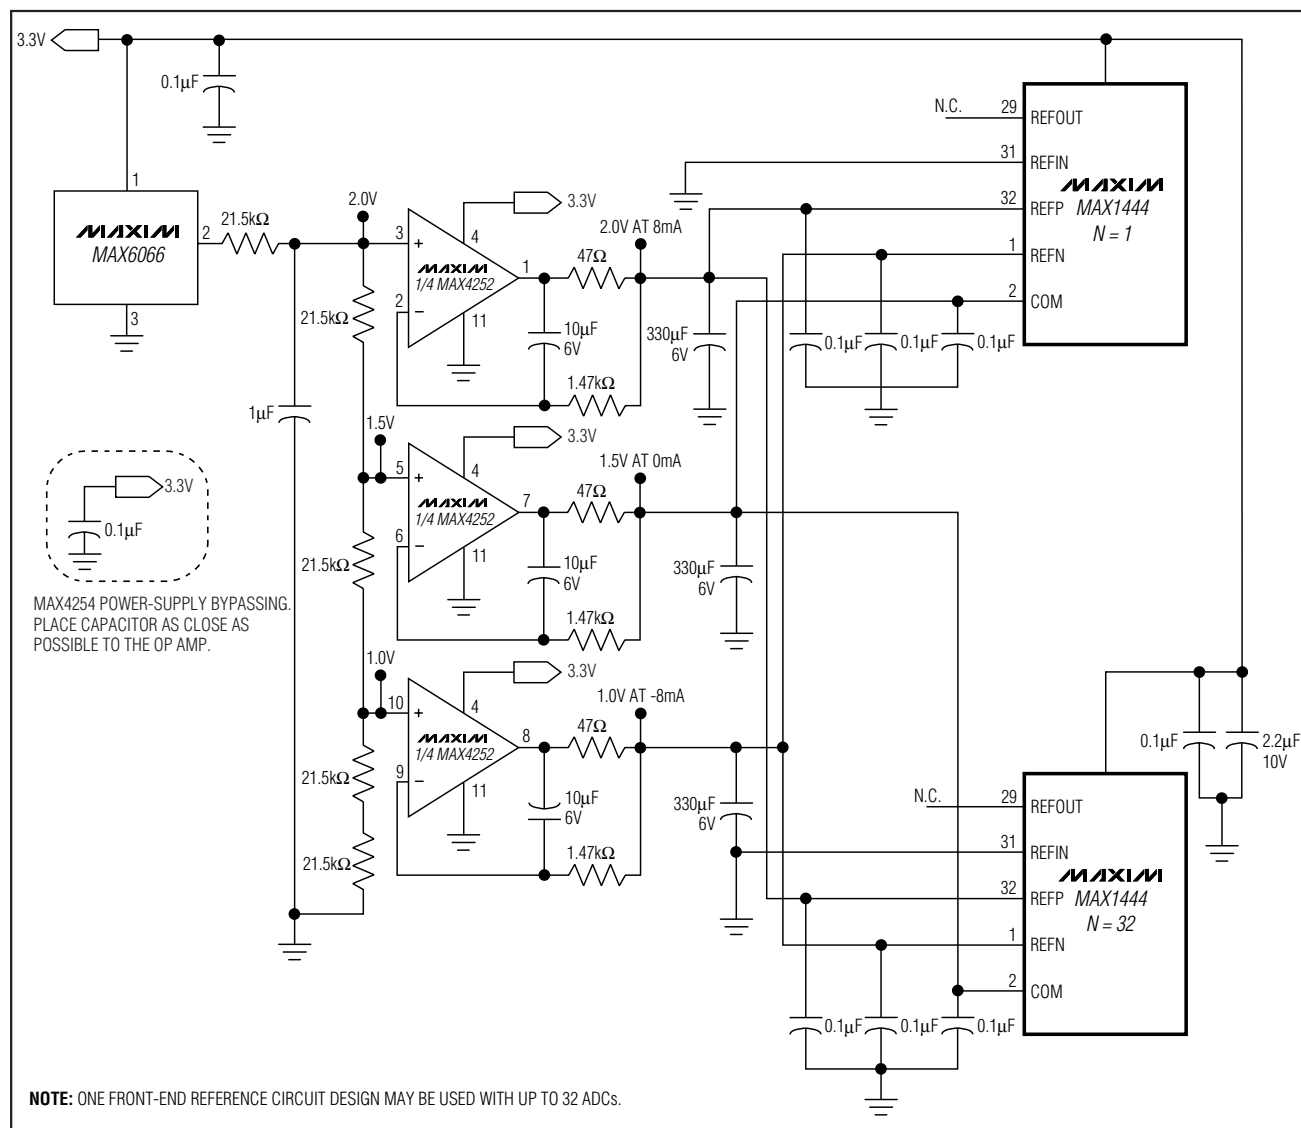 3.3V
0.1µF
1
MAXIM
MAX6066
2
3
21.5kΩ
2.0V
21.5kΩ
1µF
3
+
2
−
4
3.3V
MAXIM
1/4 MAX4252
11
1
47Ω
2.0V AT 8mA
10µF
6V
1.47kΩ
330µF
6V
1.5V
5
+
6
−
4
3.3V
MAXIM
1/4 MAX4252
11
7
47Ω
1.5V AT 0mA
10µF
6V
1.47kΩ
330µF
6V
21.5kΩ
3.3V
0.1µF
MAX4254 POWER-SUPPLY BYPASSING.
PLACE CAPACITOR AS CLOSE AS
POSSIBLE TO THE OP AMP.
1.0V
10
+
9
−
4
3.3V
MAXIM
1/4 MAX4252
11
8
47Ω
1.0V AT -8mA
10µF
6V
1.47kΩ
330µF
6V
21.5kΩ
21.5kΩ
N.C.
29
REFOUT
31
REFIN
32
REFP
1
REFN
2
COM
MAXIM
MAX1444
N = 1
0.1µF
0.1µF
0.1µF
0.1µF
2.2µF
10V
N.C.
29
REFOUT
31
REFIN
32
REFP
1
REFN
2
COM
MAXIM
MAX1444
N = 32
0.1µF
0.1µF
0.1µF
NOTE: ONE FRONT-END REFERENCE CIRCUIT DESIGN MAY BE USED WITH UP TO 32 ADCs.